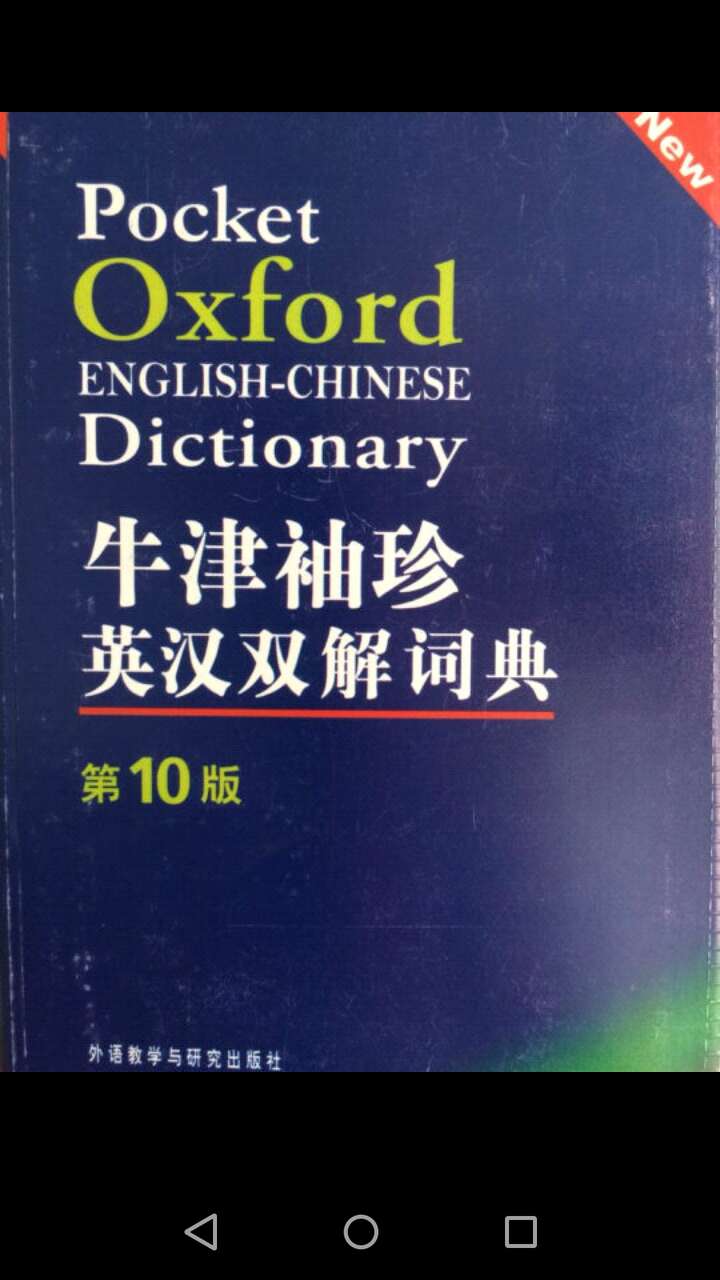 New
Pocket
Oxford
ENGLISH-CHINESE
Dictionary
牛津袖珍
英汉双解词典
第10版
外语教学与研究出版社